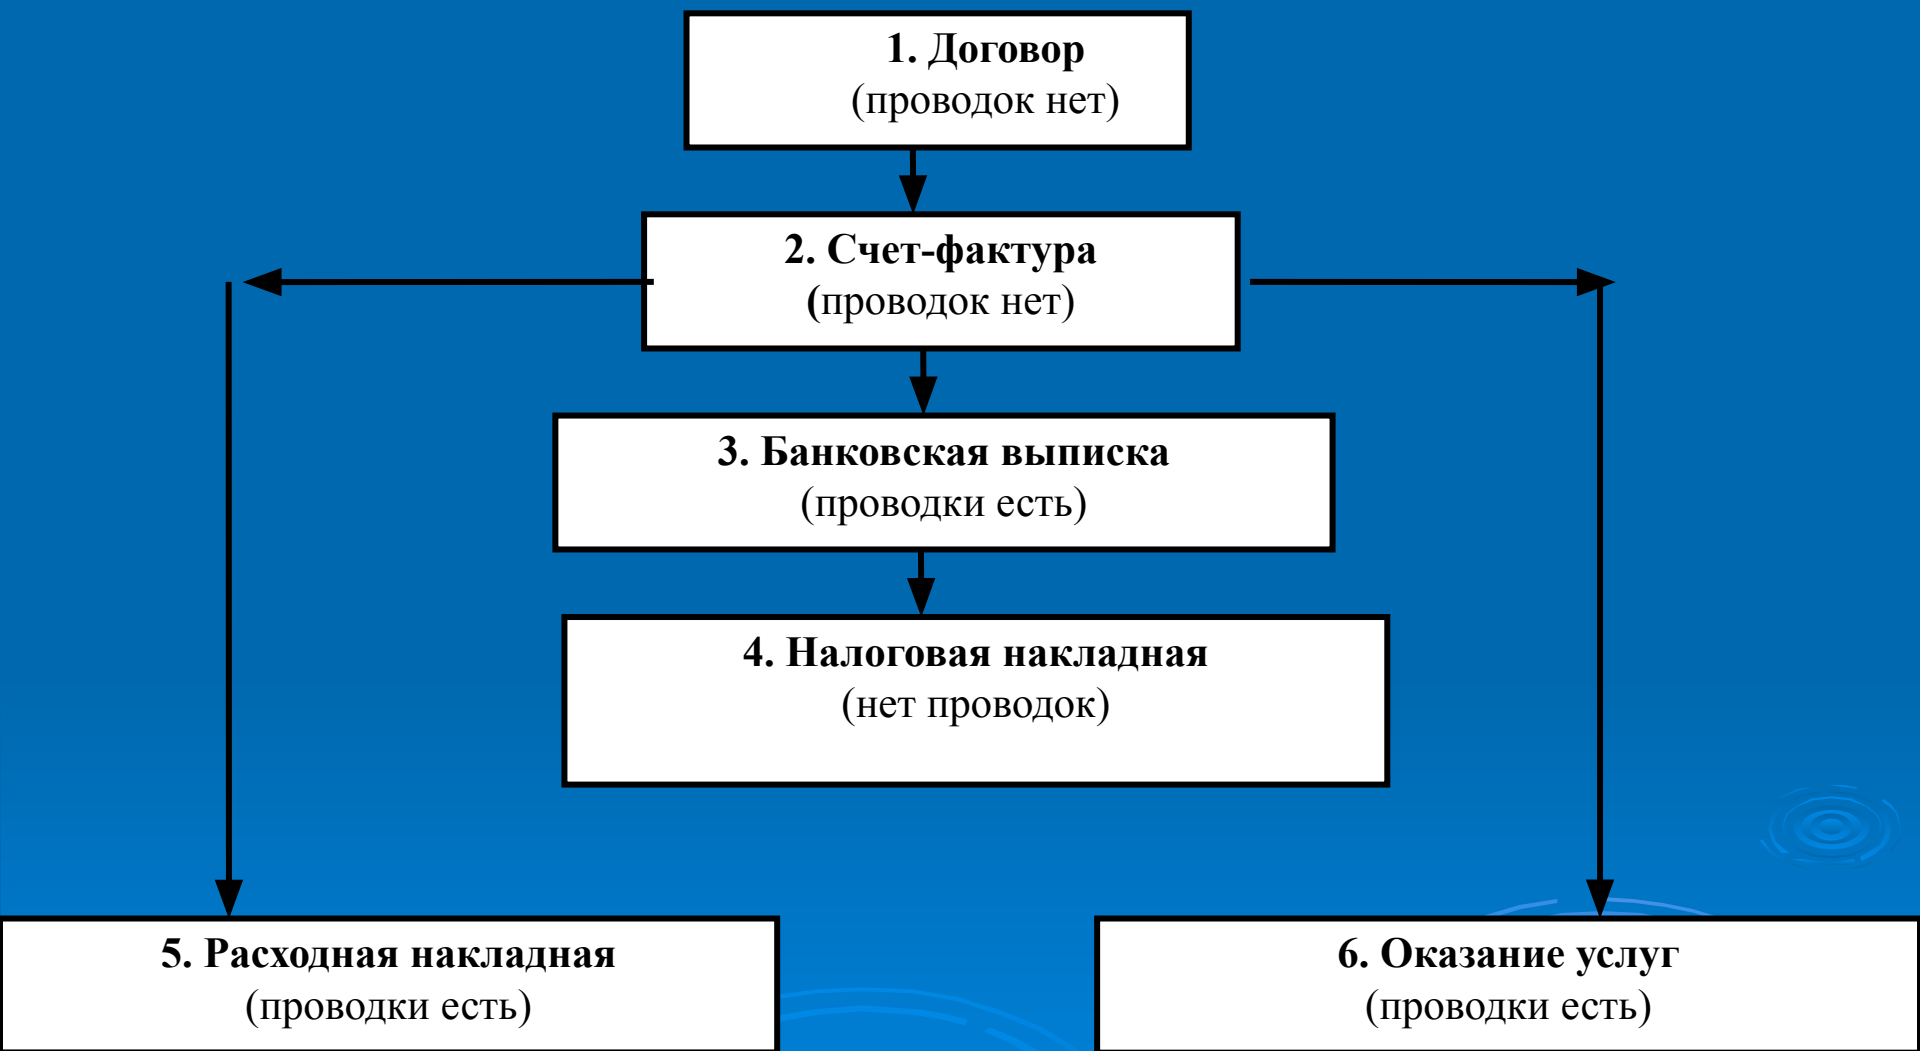 1. Договор
(проводок нет)
2. Счет-фактура
(проводок нет)
3. Банковская выписка
(проводки есть)
4. Налоговая накладная
(нет проводок)
5. Расходная накладная
(проводки есть)
6. Оказание услуг
(проводки есть)